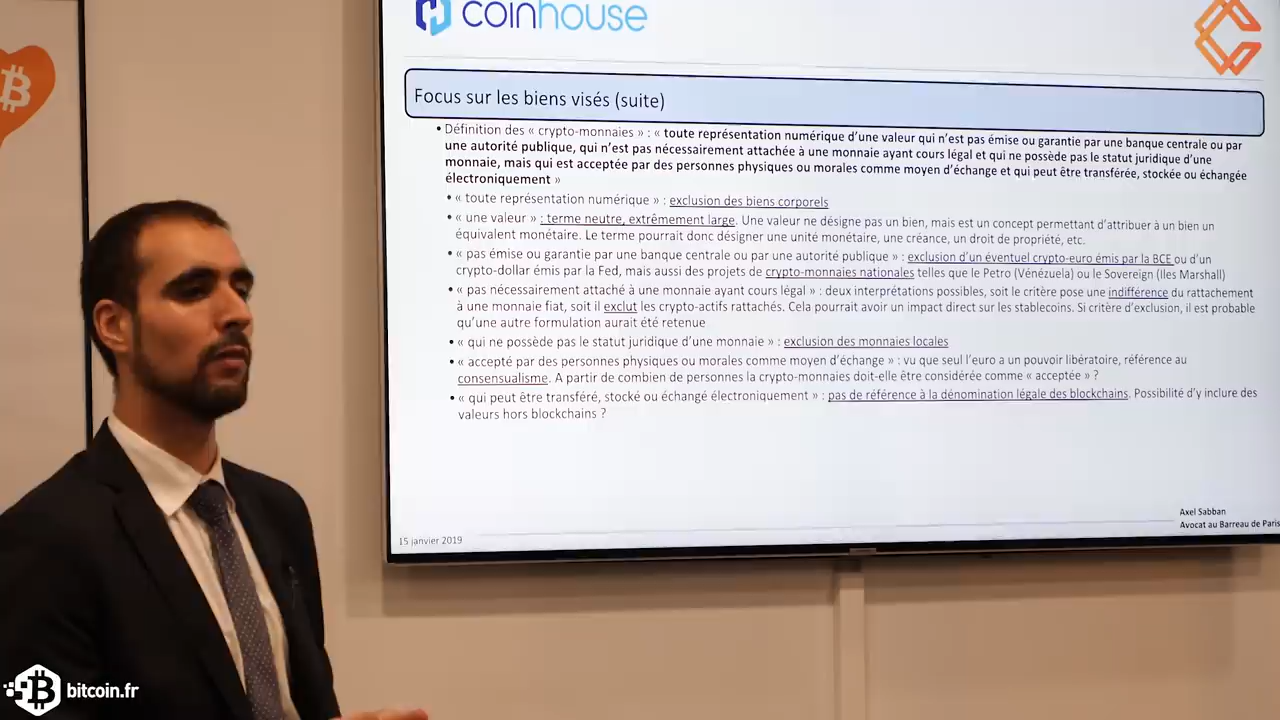 coinhouse
Focus sur les biens visés (suite)
• Définition des « crypto-monnaies » : « toute représentation numérique d’une valeur qui n’est pas émise ou garantie par une banque centrale ou par
une autorité publique, qui n’est pas nécessairement attachée à une monnaie ayant cours légal et qui ne possède pas le statut juridique d’une
monnaie, mais qui est acceptée par des personnes physiques ou morales comme moyen d’échange et qui peut être transférée, stockée ou échangée
électroniquement »
• « toute représentation numérique » : exclusion des biens corporels
• « une valeur » : terme neutre, extrêmement large. Une valeur ne désigne pas un bien, mais est un concept permettant d’attribuer à un bien un
équivalent monétaire. Le terme pourrait donc désigner une unité monétaire, une créance, un droit de propriété, etc.
• « pas émise ou garantie par une banque centrale ou par une autorité publique » : exclusion d’un éventuel crypto-euro émis par la BCE ou d’un
crypto-dollar émis par la Fed, mais aussi des projets de crypto-monnaies nationales telles que le Petro (Vénézuela) ou le Sovereign (Iles Marshall)
• « pas nécessairement attaché à une monnaie ayant cours légal » : deux interprétations possibles, soit le critère pose une indifférence du rattachement
à une monnaie fiat, soit il exclut les crypto-actifs rattachés. Cela pourrait avoir un impact direct sur les stablecoins. Si critère d’exclusion, il est probable
qu’une autre formulation aurait été retenue
• « qui ne possède pas le statut juridique d’une monnaie » : exclusion des monnaies locales
• « accepté par des personnes physiques ou morales comme moyen d’échange » : vu que seul l’euro a un pouvoir libératoire, référence au
consensualisme. A partir de combien de personnes la crypto-monnaies doit-elle être considérée comme « acceptée » ?
• « qui peut être transféré, stocké ou échangé électroniquement » : pas de référence à la dénomination légale des blockchains. Possibilité d’y inclure des
valeurs hors blockchains ?
Axel Sabban
Avocat au Barreau de Paris
15 janvier 2019
bitcoin.fr